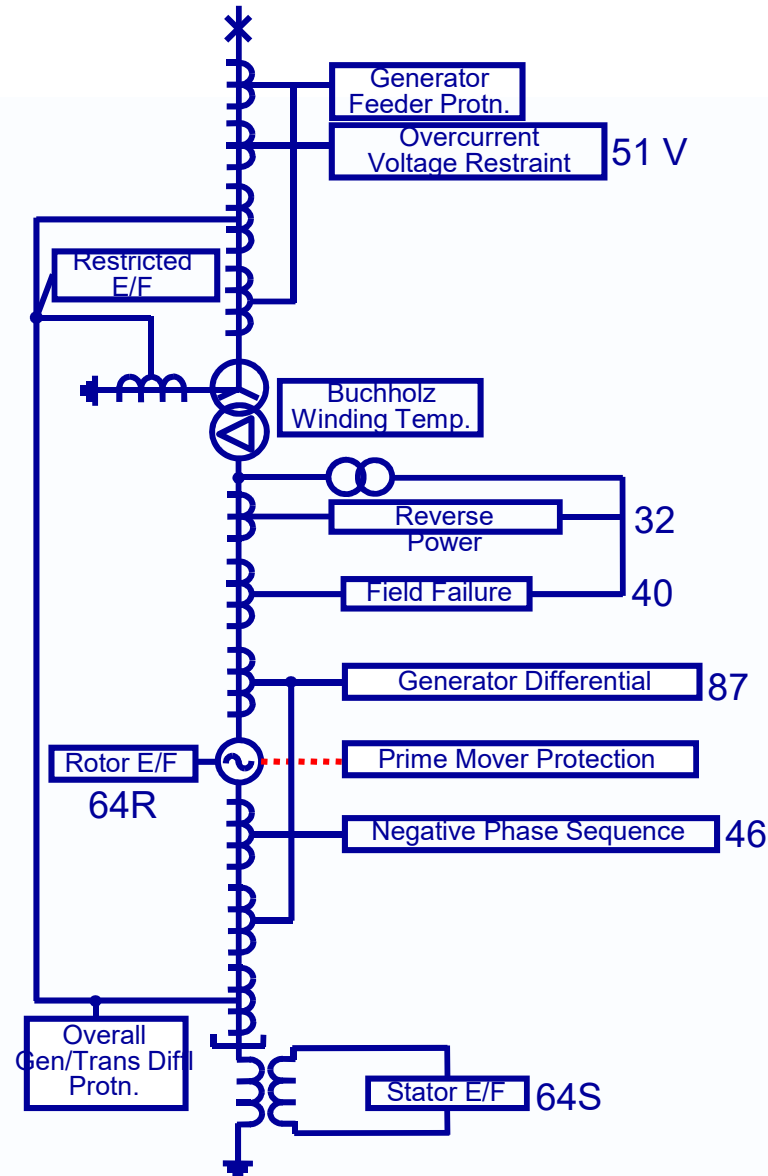 Generator
Feeder Protn.
Overcurrent
Voltage Restraint
51 V
Restricted
E/F
Buchholz
Winding Temp.
Reverse
Power
32
Field Failure
40
Generator Differential
87
Rotor E/F
64R
Prime Mover Protection
Negative Phase Sequence
46
Overall
Gen/Trans Diff'l
Protn.
Stator E/F
64S